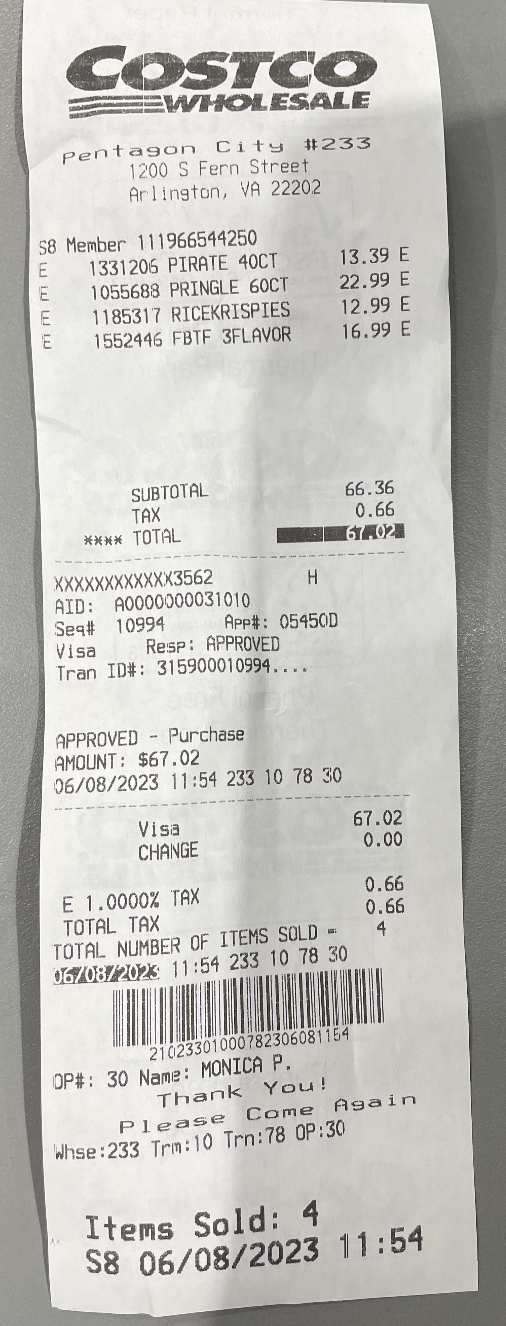 COSTCO
WHOLESALE
Pentagon City #233
1200 S Fern Street
Arlington, VA 22202
S8 Member 111966544250
E 1331206 PIRATE 40CT 13.39 E
E 1055688 PRINGLE 60CT 22.99 E
E 1185317 RICEKRISPIES 12.99 E
E 1552446 FBTF 3FLAVOR 16.99 E
SUBTOTAL 66.36
TAX 0.66
**** TOTAL 67.02
XXXXXXXXXXXX3562 H
AID: A0000000031010
Seq# 10994 App#: 05450D
Visa Resp: APPROVED
Tran ID#: 315900010994....
APPROVED - Purchase
AMOUNT: $67.02
06/08/2023 11:54 233 10 78 30
Visa 67.02
CHANGE 0.00
E 1.0000% TAX 0.66
TOTAL TAX 0.66
TOTAL NUMBER OF ITEMS SOLD = 4
06/08/2023 11:54 233 10 78 30
21023301000782306081154
OP#: 30 Name: MONICA P.
Thank You!
Please Come Again
Whse:233 Trm:10 Trn:78 OP:30
Items Sold: 4
S8 06/08/2023 11:54